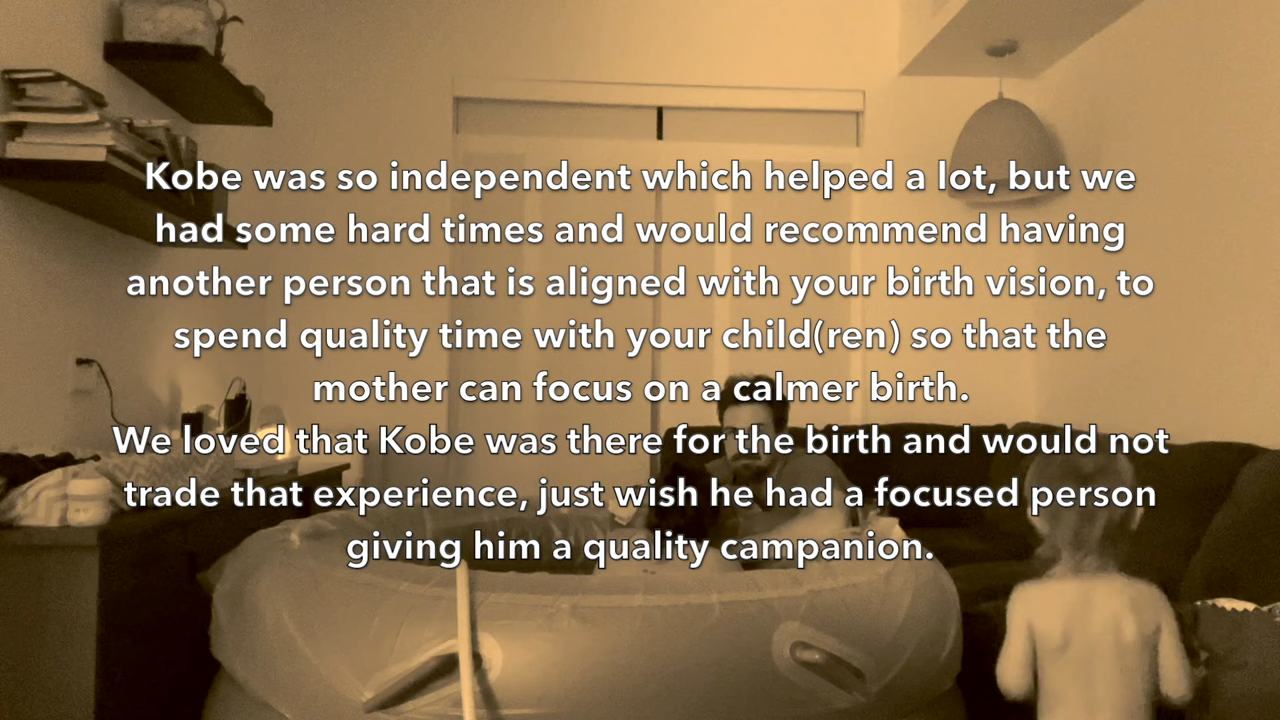 Kobe was so independent which helped a lot, but we
had some hard times and would recommend having
another person that is aligned with your birth vision, to
spend quality time with your child(ren) so that the
mother can focus on a calmer birth.
We loved that Kobe was there for the birth and would not
trade that experience, just wish he had a focused person
giving him a quality campanion.